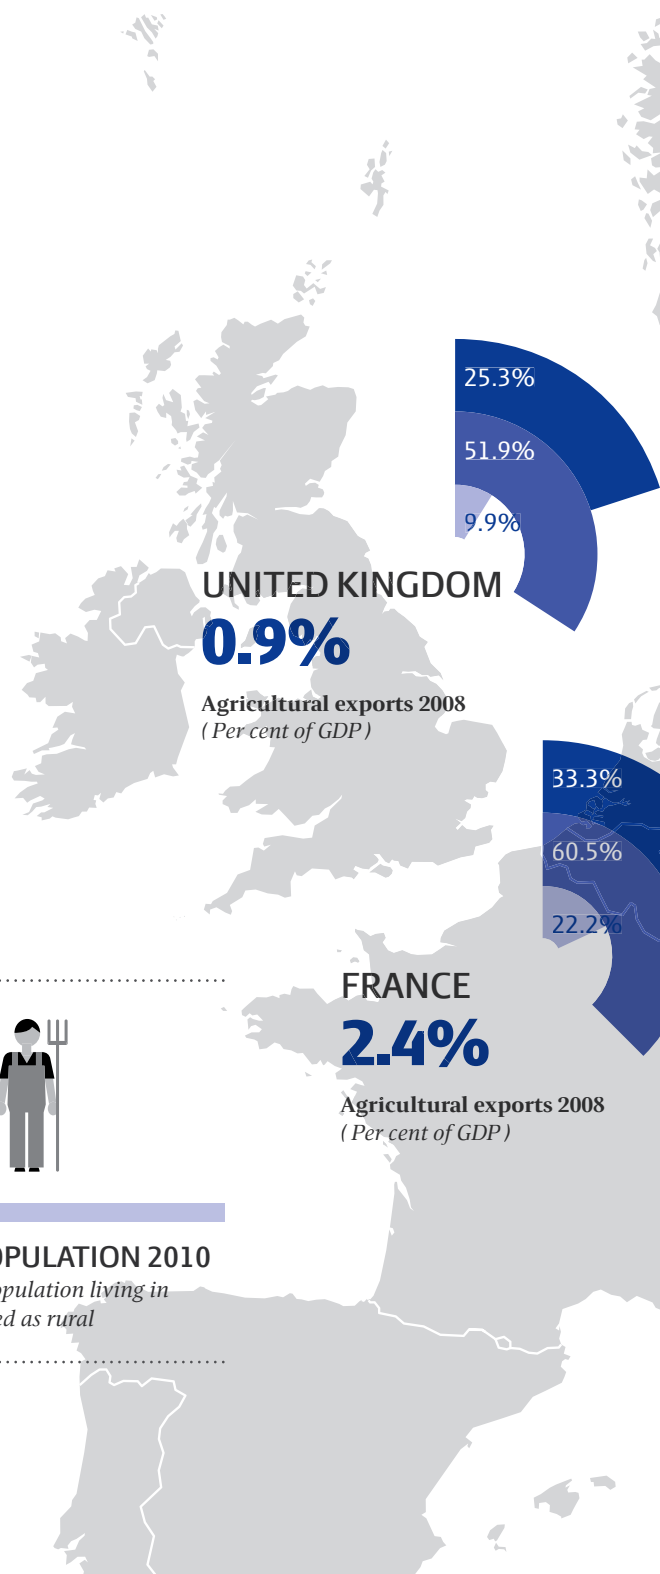 25.3%
51.9%
9.9%
UNITED KINGDOM
0.9%
Agricultural exports 2008
(Per cent of GDP)
33.3%
60.5%
22.2%
FRANCE
2.4%
Agricultural exports 2008
(Per cent of GDP)
OPULATION 2010
opulation living in
ed as rural